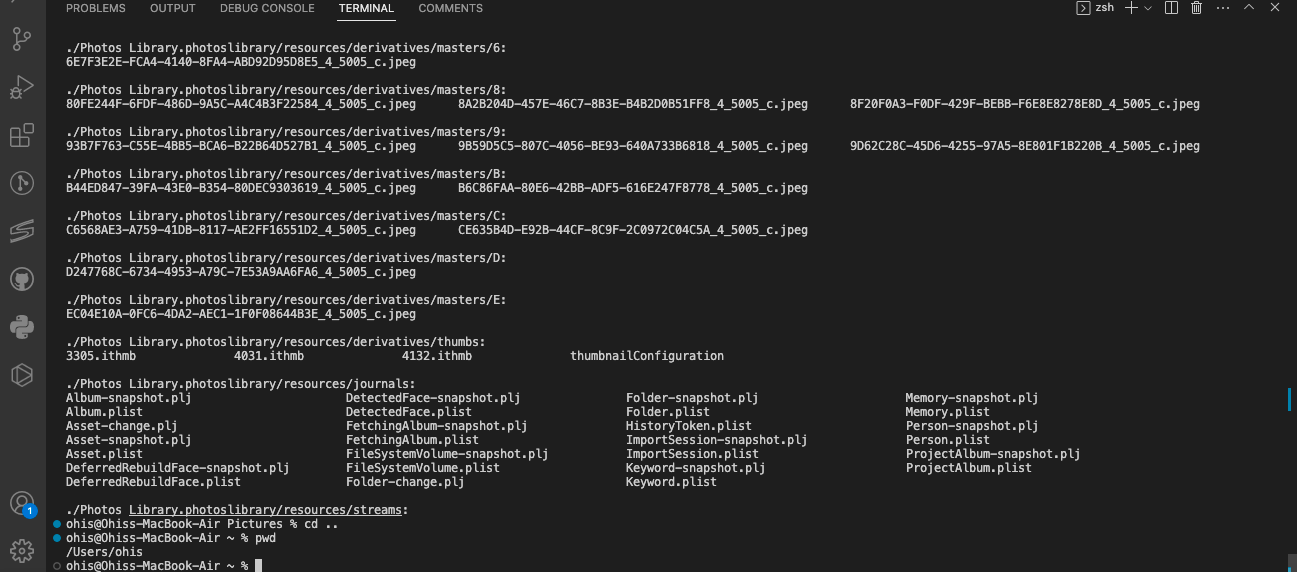 PROBLEMS OUTPUT DEBUG CONSOLE TERMINAL COMMENTS zsh
./Photos Library.photoslibrary/resources/derivatives/masters/6:
6E7F3E2E-FCA4-4140-8FA4-ABD92D95D8E5_4_5005_c.jpeg
./Photos Library.photoslibrary/resources/derivatives/masters/8:
80FE244F-6FDF-486D-9A5C-A4C4B3F22584_4_5005_c.jpeg 8A2B204D-457E-46C7-8B3E-B4B2D0B51FF8_4_5005_c.jpeg 8F20F0A3-F0DF-429F-BEBB-F6E8E8278E8D_4_5005_c.jpeg
./Photos Library.photoslibrary/resources/derivatives/masters/9:
93B7F763-C55E-4BB5-BCA6-B22B64D527B1_4_5005_c.jpeg 9B59D5C5-807C-4056-BE93-640A733B6818_4_5005_c.jpeg 9D62C28C-45D6-4255-97A5-8E801F1B220B_4_5005_c.jpeg
./Photos Library.photoslibrary/resources/derivatives/masters/B:
B44ED847-39FA-43E0-B354-80DEC9303619_4_5005_c.jpeg B6C86FAA-80E6-42BB-ADF5-616E247F8778_4_5005_c.jpeg
./Photos Library.photoslibrary/resources/derivatives/masters/C:
C6568AE3-A759-41DB-8117-AE2FF16551D2_4_5005_c.jpeg CE635B4D-E92B-44CF-8C9F-2C0972C04C5A_4_5005_c.jpeg
./Photos Library.photoslibrary/resources/derivatives/masters/D:
D247768C-6734-4953-A79C-7E53A9AA6FA6_4_5005_c.jpeg
./Photos Library.photoslibrary/resources/derivatives/masters/E:
EC04E10A-0FC6-4DA2-AEC1-1F0F08644B3E_4_5005_c.jpeg
./Photos Library.photoslibrary/resources/derivatives/thumbs:
3305.ithmb 4031.ithmb 4132.ithmb thumbnailConfiguration
./Photos Library.photoslibrary/resources/journals:
Album-snapshot.plj DetectedFace-snapshot.plj Folder-snapshot.plj Memory-snapshot.plj
Album.plist DetectedFace.plist Folder.plist Memory.plist
Asset-change.plj FetchingAlbum-snapshot.plj HistoryToken.plist Person-snapshot.plj
Asset-snapshot.plj FetchingAlbum.plist ImportSession-snapshot.plj Person.plist
Asset.plist FileSystemVolume-snapshot.plj ImportSession.plist ProjectAlbum-snapshot.plj
DeferredRebuildFace-snapshot.plj FileSystemVolume.plist Keyword-snapshot.plj ProjectAlbum.plist
DeferredRebuildFace.plist Folder-change.plj Keyword.plist
./Photos Library.photoslibrary/resources/streams:
1
ohis@Ohiss-MacBook-Air Pictures % cd ..
ohis@Ohiss-MacBook-Air ~ % pwd
/Users/ohis
ohis@Ohiss-MacBook-Air ~ %